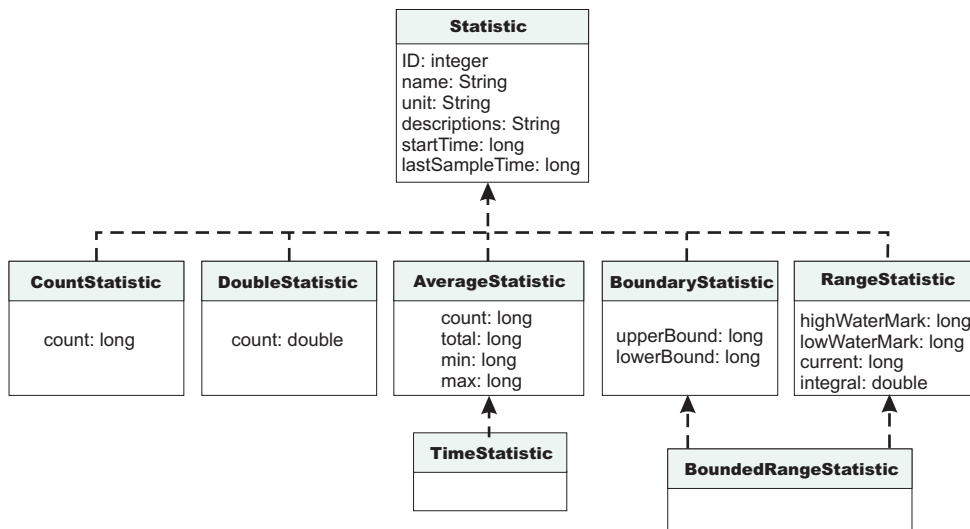 Statistic
ID: integer
name: String
unit: String
descriptions: String
startTime: long
lastSampleTime: long
CountStatistic
count: long
DoubleStatistic
count: double
AverageStatistic
count: long
total: long
min: long
max: long
BoundaryStatistic
upperBound: long
lowerBound: long
RangeStatistic
highWaterMark: long
lowWaterMark: long
current: long
integral: double
TimeStatistic
BoundedRangeStatistic